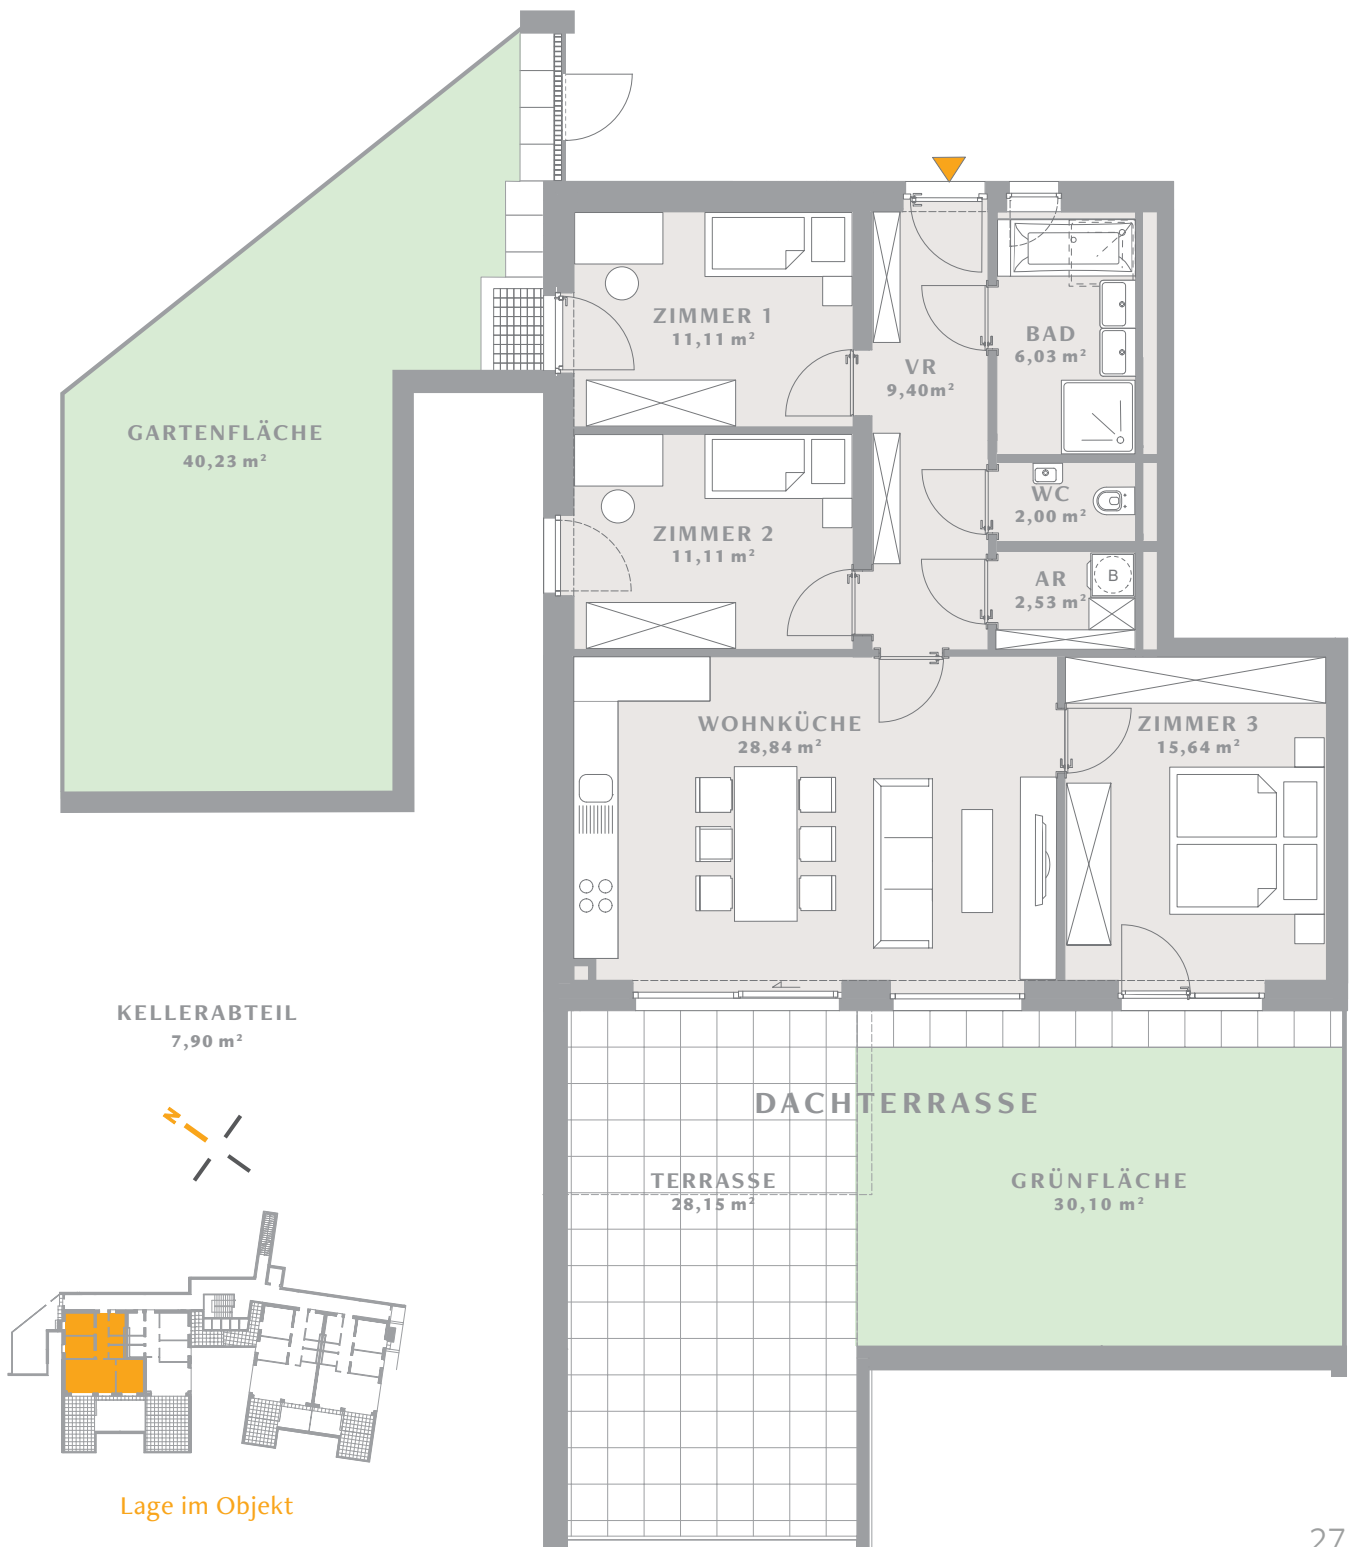 ZIMMER 1
11,11 m²
BAD
6,03 m²
VR
9,40m²
GARTENFLÄCHE
40,23 m²
WC
2,00 m²
ZIMMER 2
11,11 m²
AR
2,53 m²
B
WOHNKÜCHE
28,84 m²
ZIMMER 3
15,64 m²
KELLERABTEIL
7,90 m²
N
DACHTERRASSE
TERRASSE
28,15 m²
GRÜNFLÄCHE
30,10 m²
Lage im Objekt
27